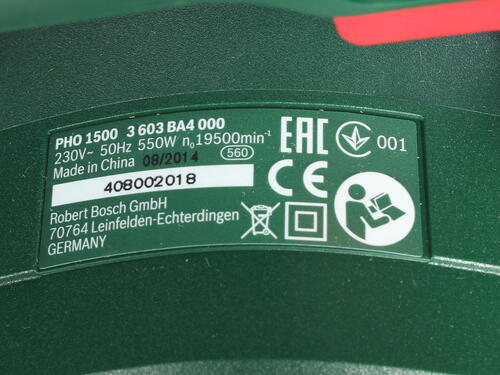 PHO 1500 3 603 BA4 000
230V~ 50Hz 550W n₀19500min⁻¹
Made in China 08/2014 560
408002018
Robert Bosch GmbH
70764 Leinfelden-Echterdingen
GERMANY
EAC 001
CE